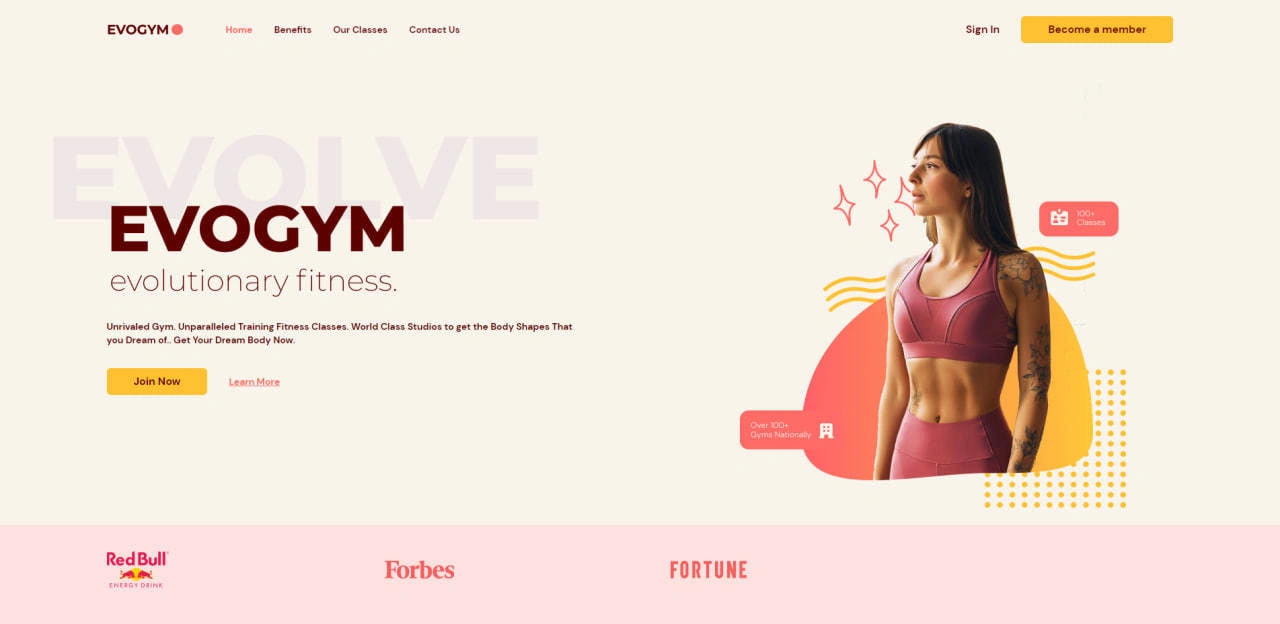 EVOGYM
Home
Benefits
Our Classes
Contact Us
Sign In
Become a member
EVOLVE
EVOGYM
evolutionary fitness.
Unrivaled Gym. Unparalleled Training Fitness Classes. World Class Studios to get the Body Shapes That
you Dream of.. Get Your Dream Body Now.
Join Now
Learn More
100+
Classes
Over 100+
Gyms Nationally
Red Bull
ENERGY DRINK
Forbes
FORTUNE